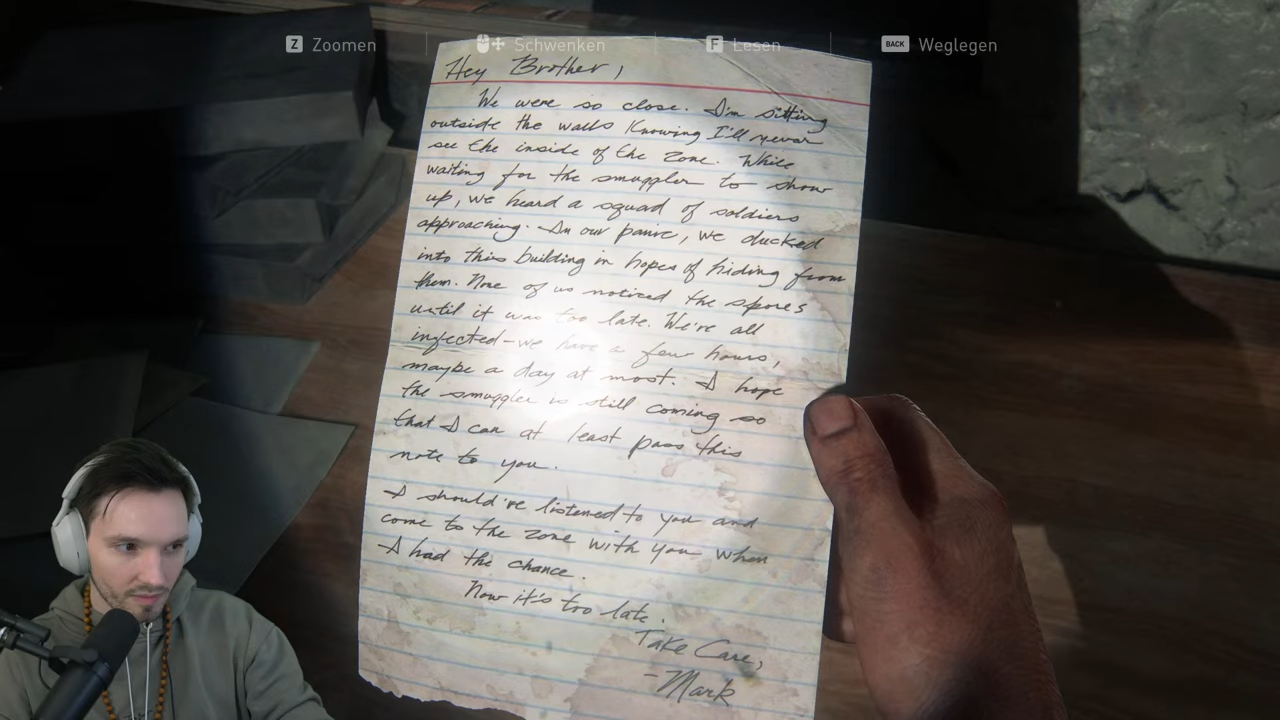 Z Zoomen Schwenken F Lesen BACK Weglegen
Hey Brother,
We were so close. I'm sitting
outside the walls knowing I'll never
see the inside of the zone. While
waiting for the smuggler to show
up, we heard a squad of soldiers
approaching. In our panic, we ducked
into this building in hopes of hiding from
them. None of us noticed the spores
until it was too late. We're all
infected-we have a few hours,
maybe a day at most. I hope
the smuggler is still coming so
that I can at least pass this
note to you.
I should've listened to you and
come to the zone with you when
I had the chance.
Now it's too late.
Take Care,
-Mark